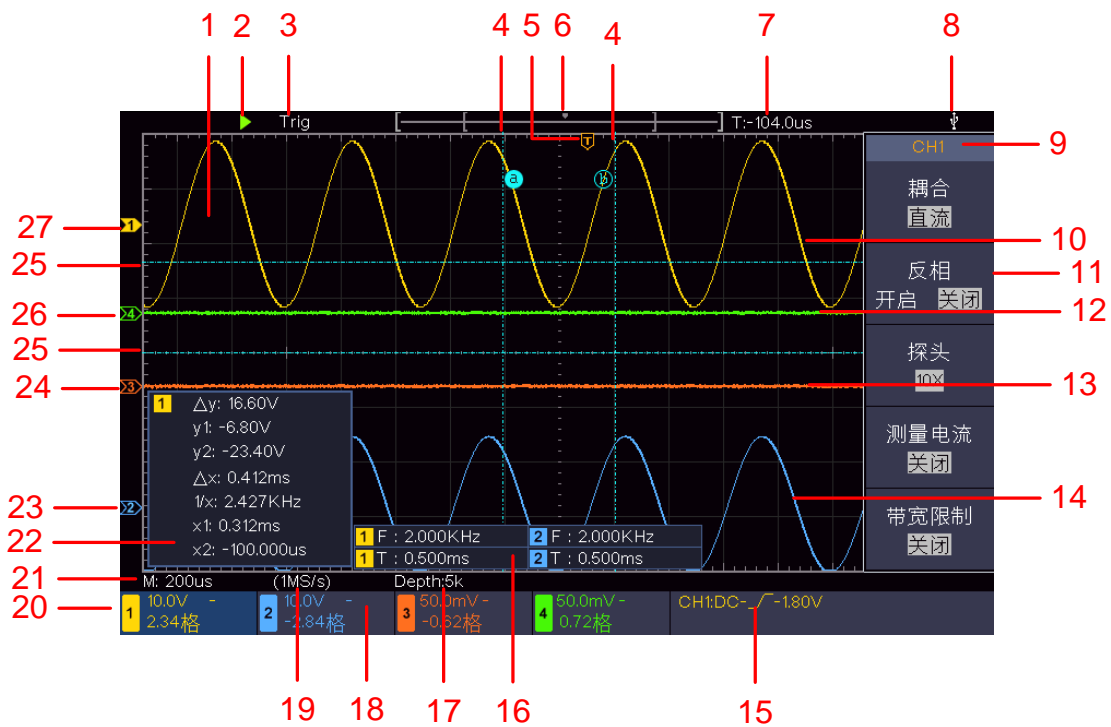 1 2 3 4 5 6 4 7 8
Trig T T:-104.0us
CH1 9
耦合
直流
反相
开启 关闭
探头
10X
测量电流
关闭
带宽限制
关闭
a b
10
11
12
13
14
27 1
25
26 4
25
24 3
23 2
22
21
20
1 △y: 16.60V
y1: -6.80V
y2: -23.40V
△x: 0.412ms
1/x: 2.427KHz
x1: 0.312ms
x2: -100.000us
1 F : 2.000KHz 2 F : 2.000KHz
1 T : 0.500ms 2 T : 0.500ms
M: 200us (1MS/s) Depth:5k
1 10.0V -
2.34格
2 10.0V -
-2.84格
3 50.0mV -
-0.62格
4 50.0mV -
0.72格
CH1:DC- -1.80V
19 18 17 16 15